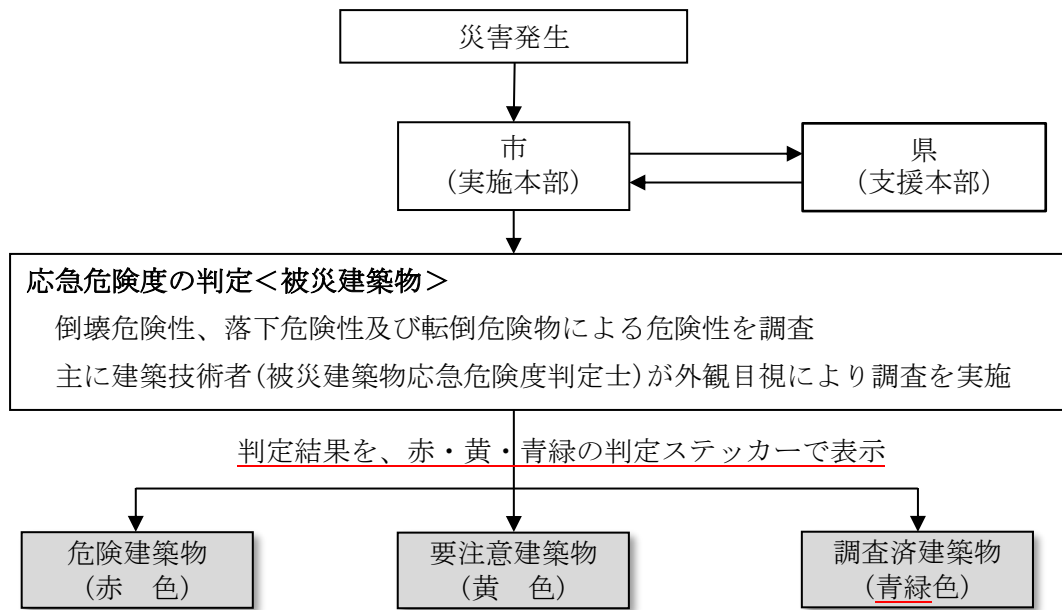 災害発生
市
(実施本部)
県
(支援本部)
応急危険度の判定＜被災建築物＞
倒壊危険性、落下危険性及び転倒危険物による危険性を調査
主に建築技術者(被災建築物応急危険度判定士)が外観目視により調査を実施
判定結果を、赤・黄・青緑の判定ステッカーで表示
危険建築物
(赤　色)
要注意建築物
(黄　色)
調査済建築物
(青緑色)